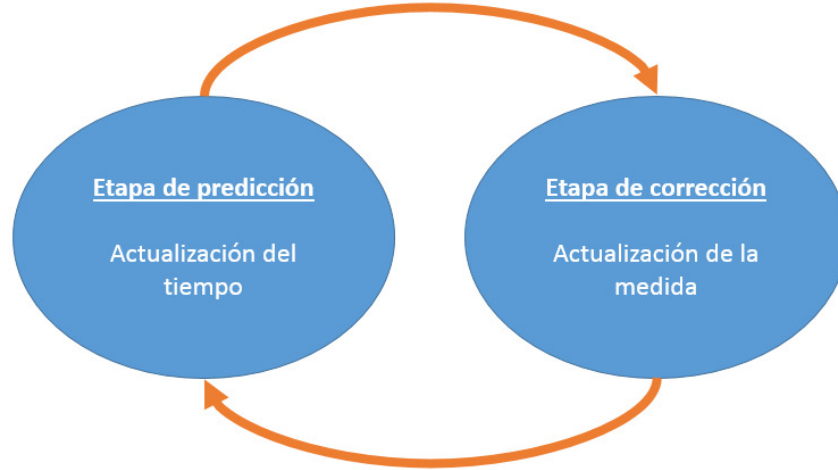 Etapa de predicción
Actualización del
tiempo
Etapa de corrección
Actualización de la
medida